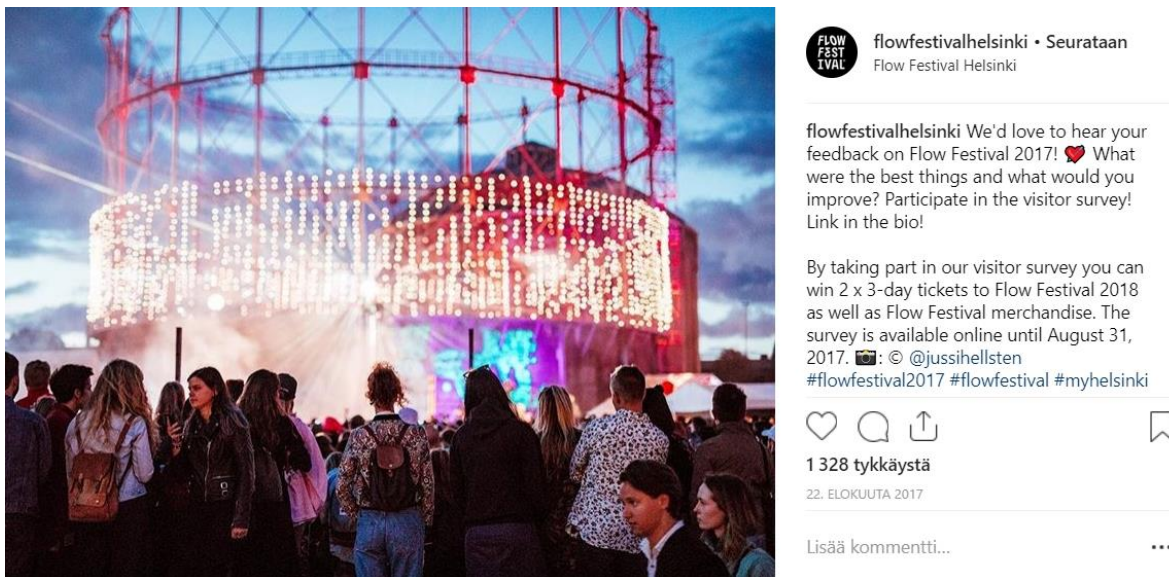 FLOW
FEST
IVAL
flowfestivalhelsinki • Seurataan
Flow Festival Helsinki
flowfestivalhelsinki We'd love to hear your
feedback on Flow Festival 2017! 💘 What
were the best things and what would you
improve? Participate in the visitor survey!
Link in the bio!
By taking part in our visitor survey you can
win 2 x 3-day tickets to Flow Festival 2018
as well as Flow Festival merchandise. The
survey is available online until August 31,
2017. 📸: © @jussihellsten
#flowfestival2017 #flowfestival #myhelsinki
1 328 tykkäystä
22. ELOKUUTA 2017
Lisää kommentti...